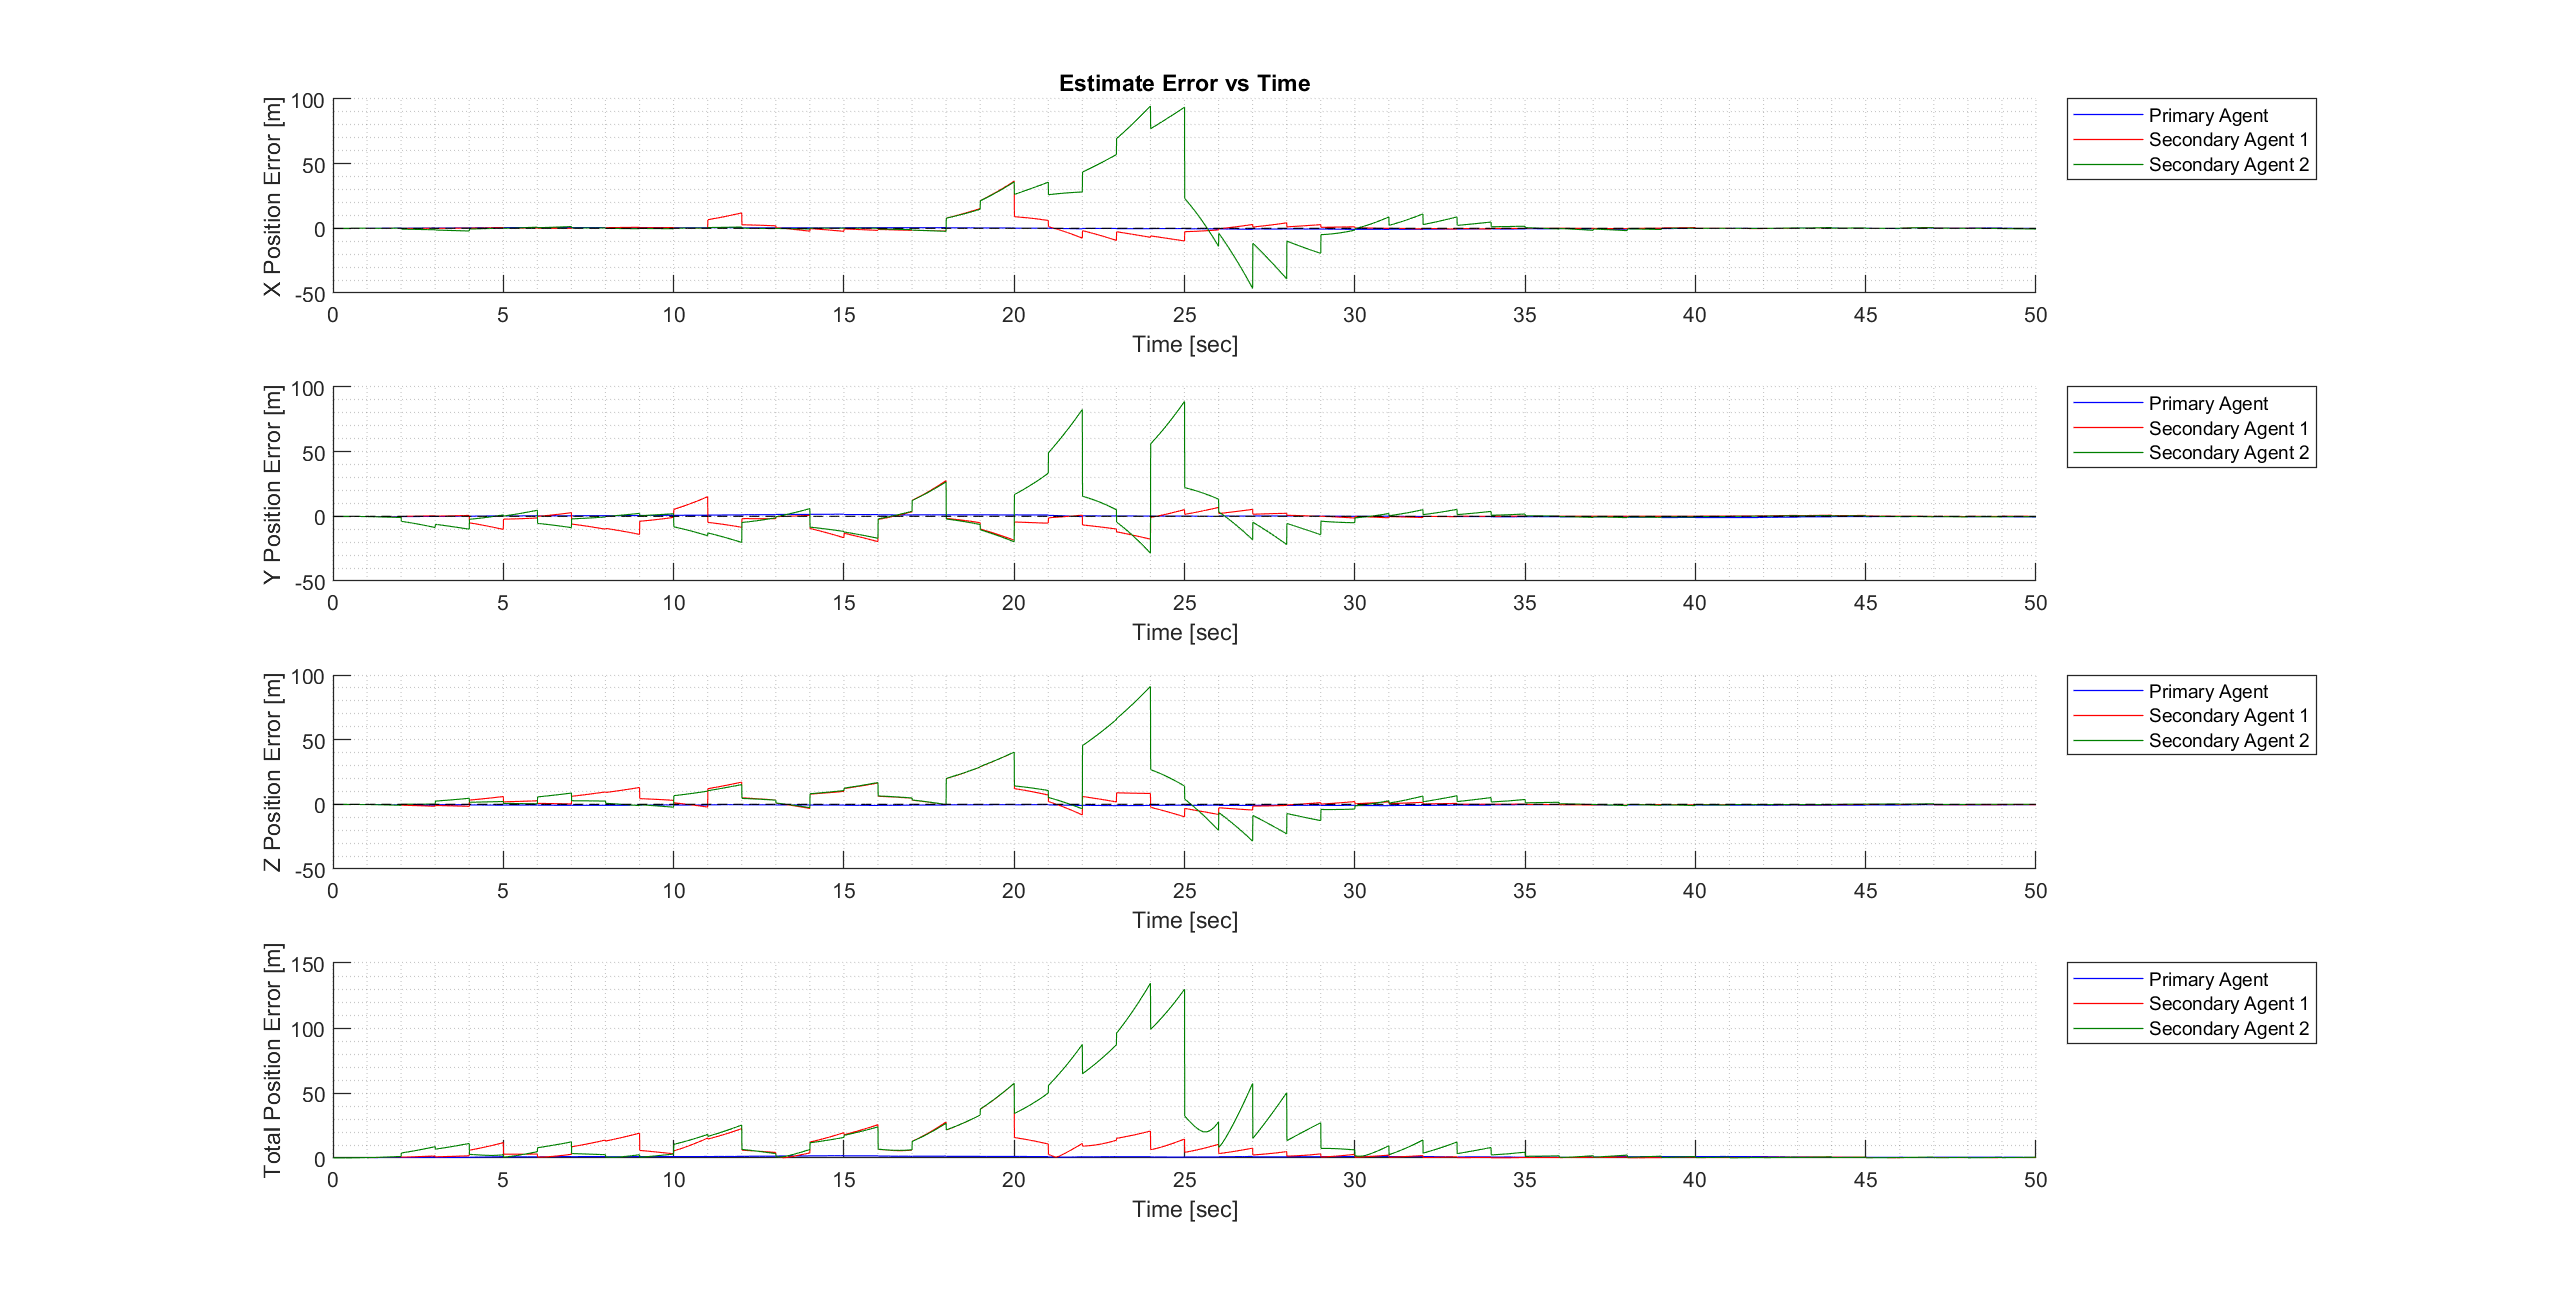 Estimate Error vs Time
X Position Error [m]
100
50
0
-50
0 5 10 15 20 25 30 35 40 45 50
Time [sec]
Primary Agent
Secondary Agent 1
Secondary Agent 2
Y Position Error [m]
100
50
0
-50
0 5 10 15 20 25 30 35 40 45 50
Time [sec]
Primary Agent
Secondary Agent 1
Secondary Agent 2
Z Position Error [m]
100
50
0
-50
0 5 10 15 20 25 30 35 40 45 50
Time [sec]
Primary Agent
Secondary Agent 1
Secondary Agent 2
Total Position Error [m]
150
100
50
0
0 5 10 15 20 25 30 35 40 45 50
Time [sec]
Primary Agent
Secondary Agent 1
Secondary Agent 2